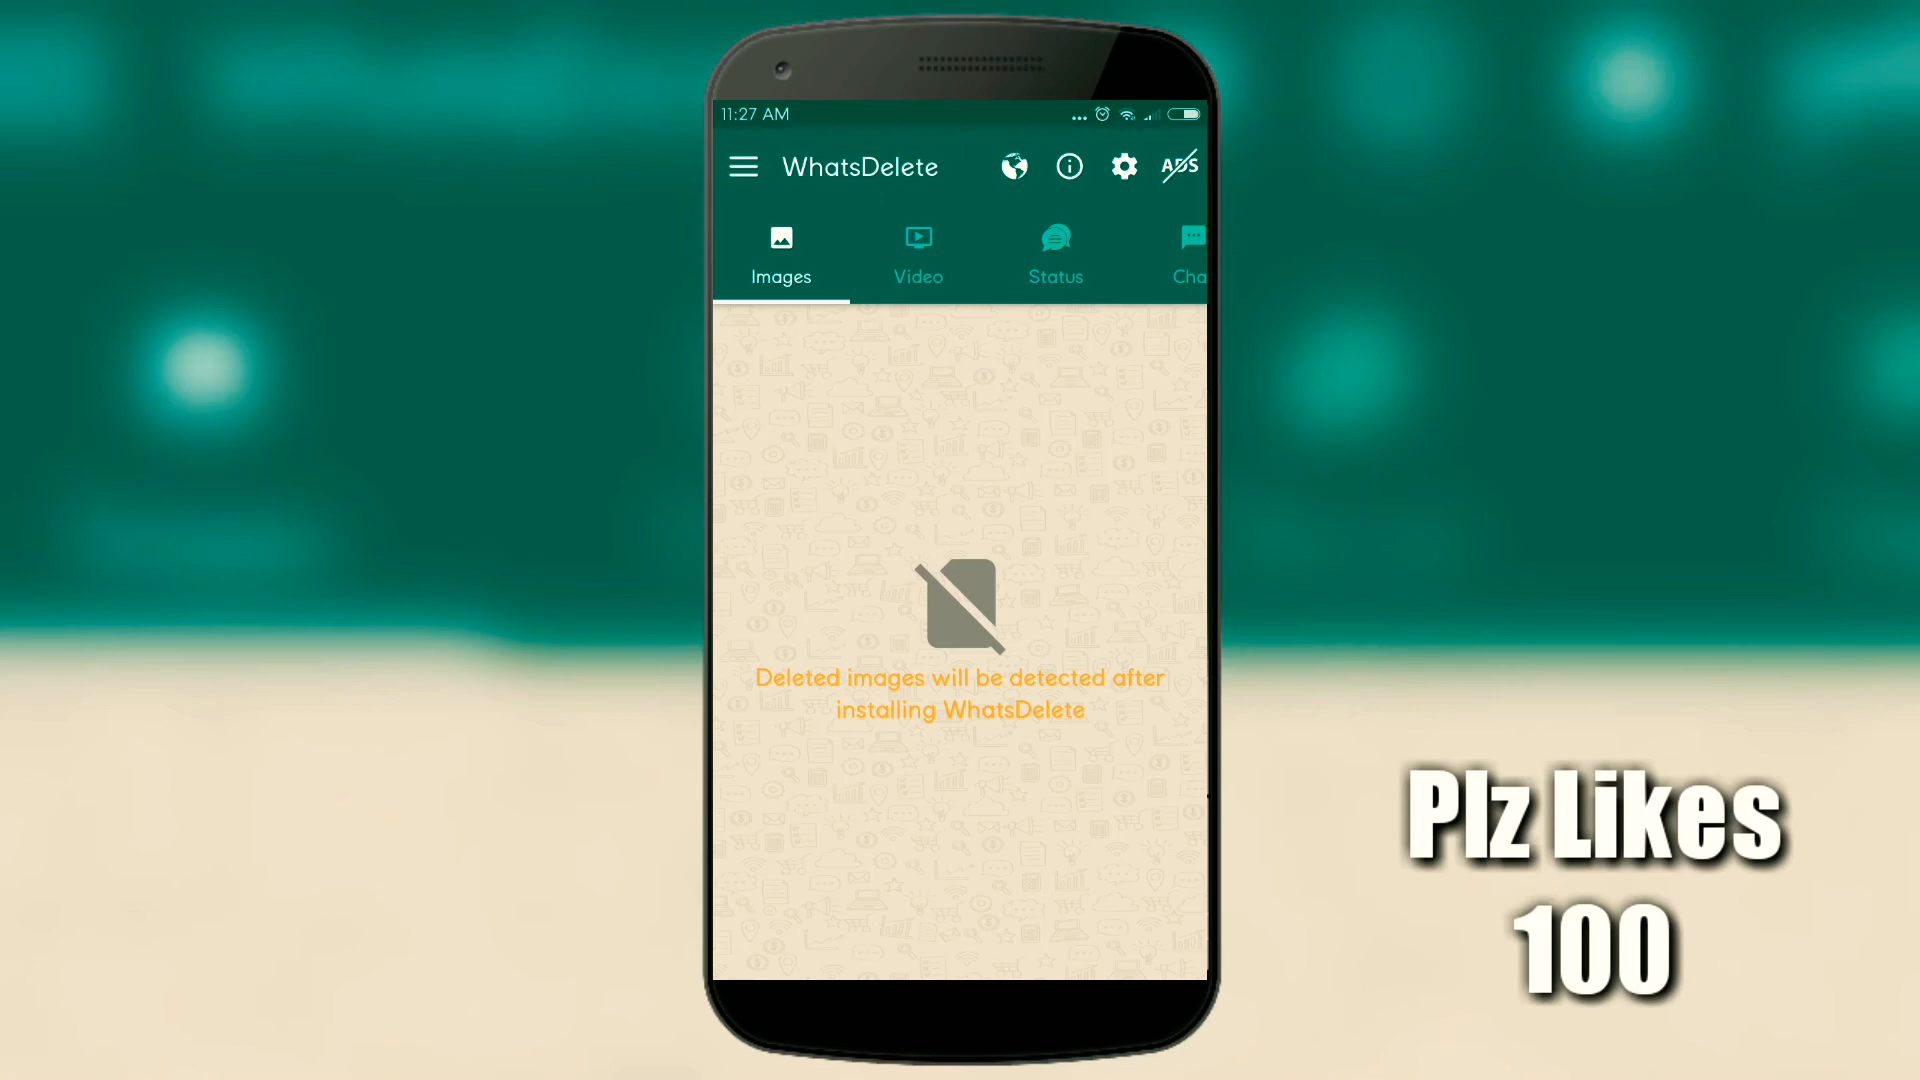 11:27 AM
WhatsDelete
ADS
Images
Video
Status
Cha
Deleted images will be detected after
installing WhatsDelete
Plz Likes
100